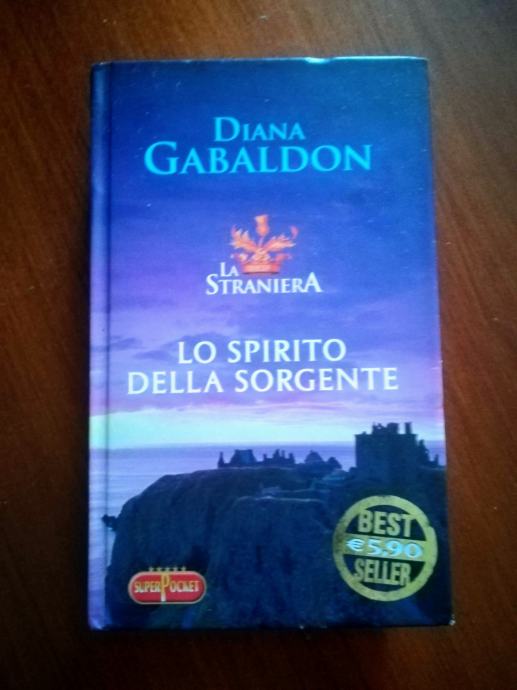 DIANA
GABALDON
LA
STRANIERA
LO SPIRITO
DELLA SORGENTE
BEST
€5,90
SELLER
SUPERPOCKET